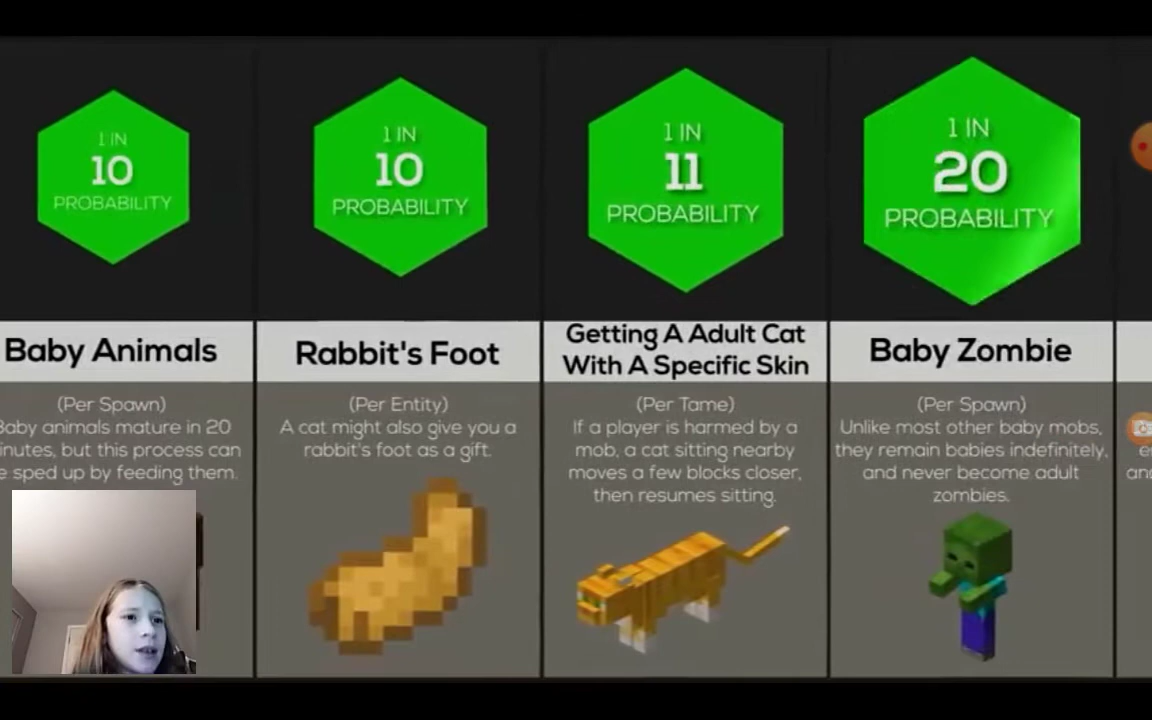 1 IN
10
PROBABILITY
Baby Animals
(Per Spawn)
Baby animals mature in 20
inutes, but this process can
e sped up by feeding them.
1 IN
10
PROBABILITY
Rabbit's Foot
(Per Entity)
A cat might also give you a
rabbit's foot as a gift.
1 IN
11
PROBABILITY
Getting A Adult Cat
With A Specific Skin
(Per Tame)
If a player is harmed by a
mob, a cat sitting nearby
moves a few blocks closer,
then resumes sitting.
1 IN
20
PROBABILITY
Baby Zombie
(Per Spawn)
Unlike most other baby mobs,
they remain babies indefinitely,
and never become adult
zombies.